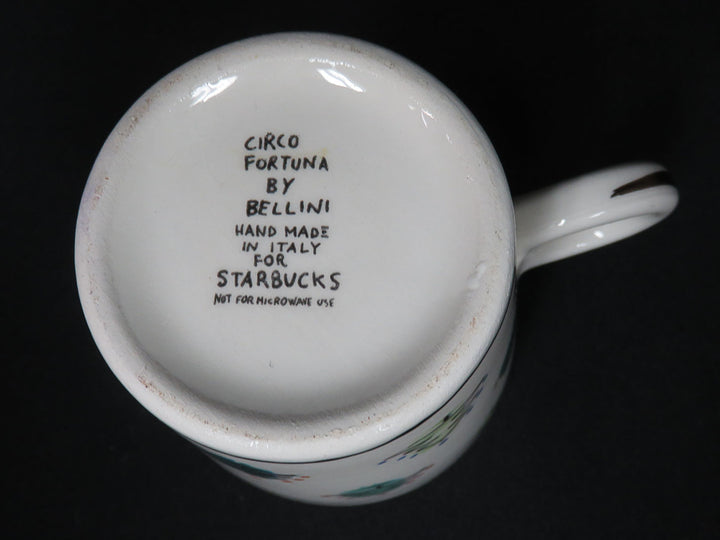 CIRCO
FORTUNA
BY
BELLINI
HAND MADE
IN ITALY
FOR
STARBUCKS
NOT FOR MICROWAVE USE